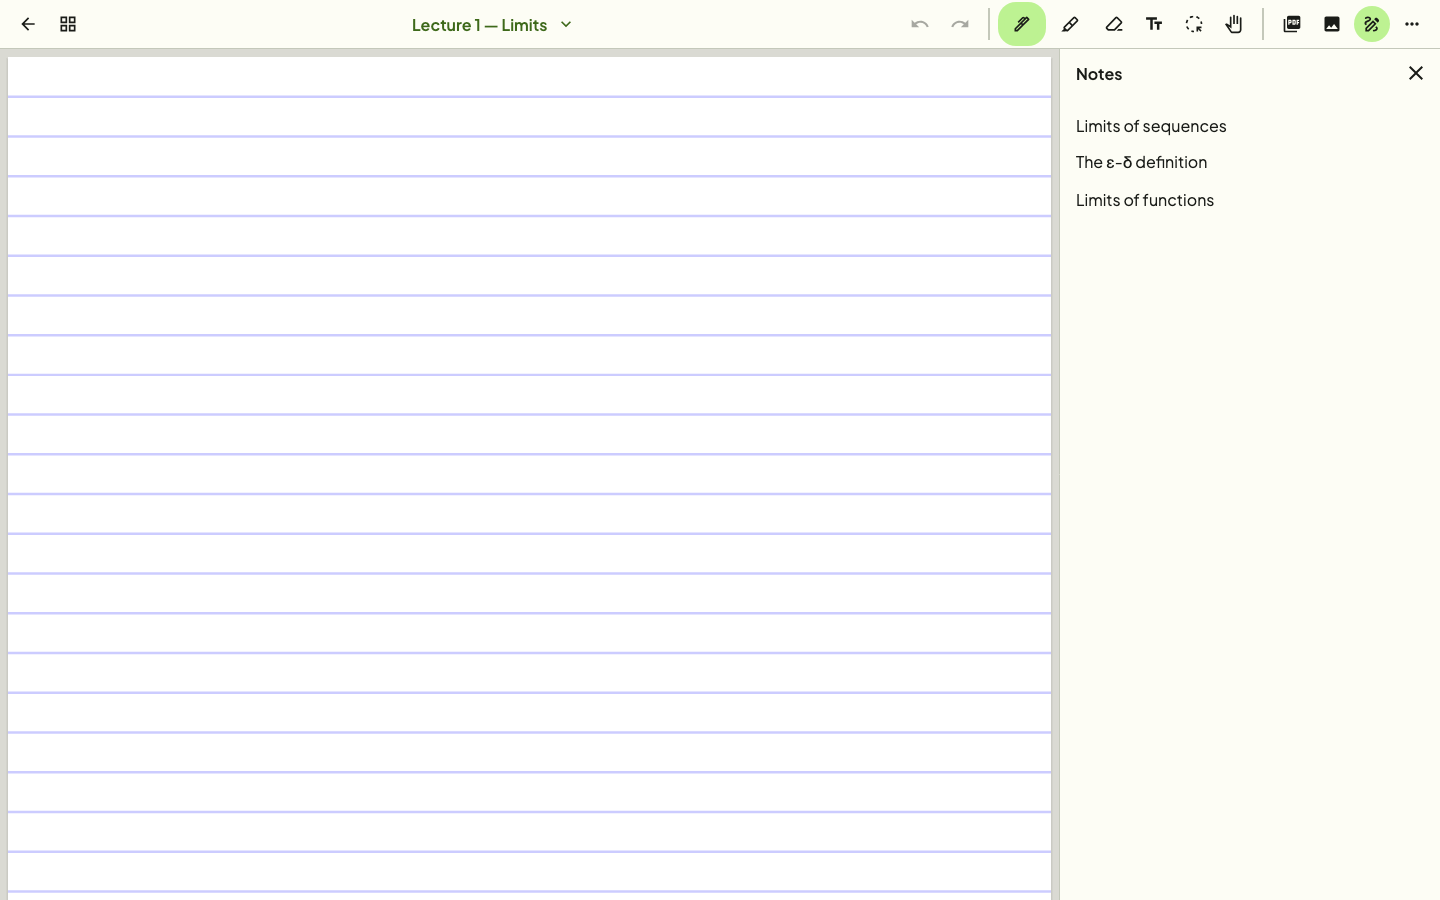 Lecture 1 — Limits
Notes
Limits of sequences
The ε-δ definition
Limits of functions